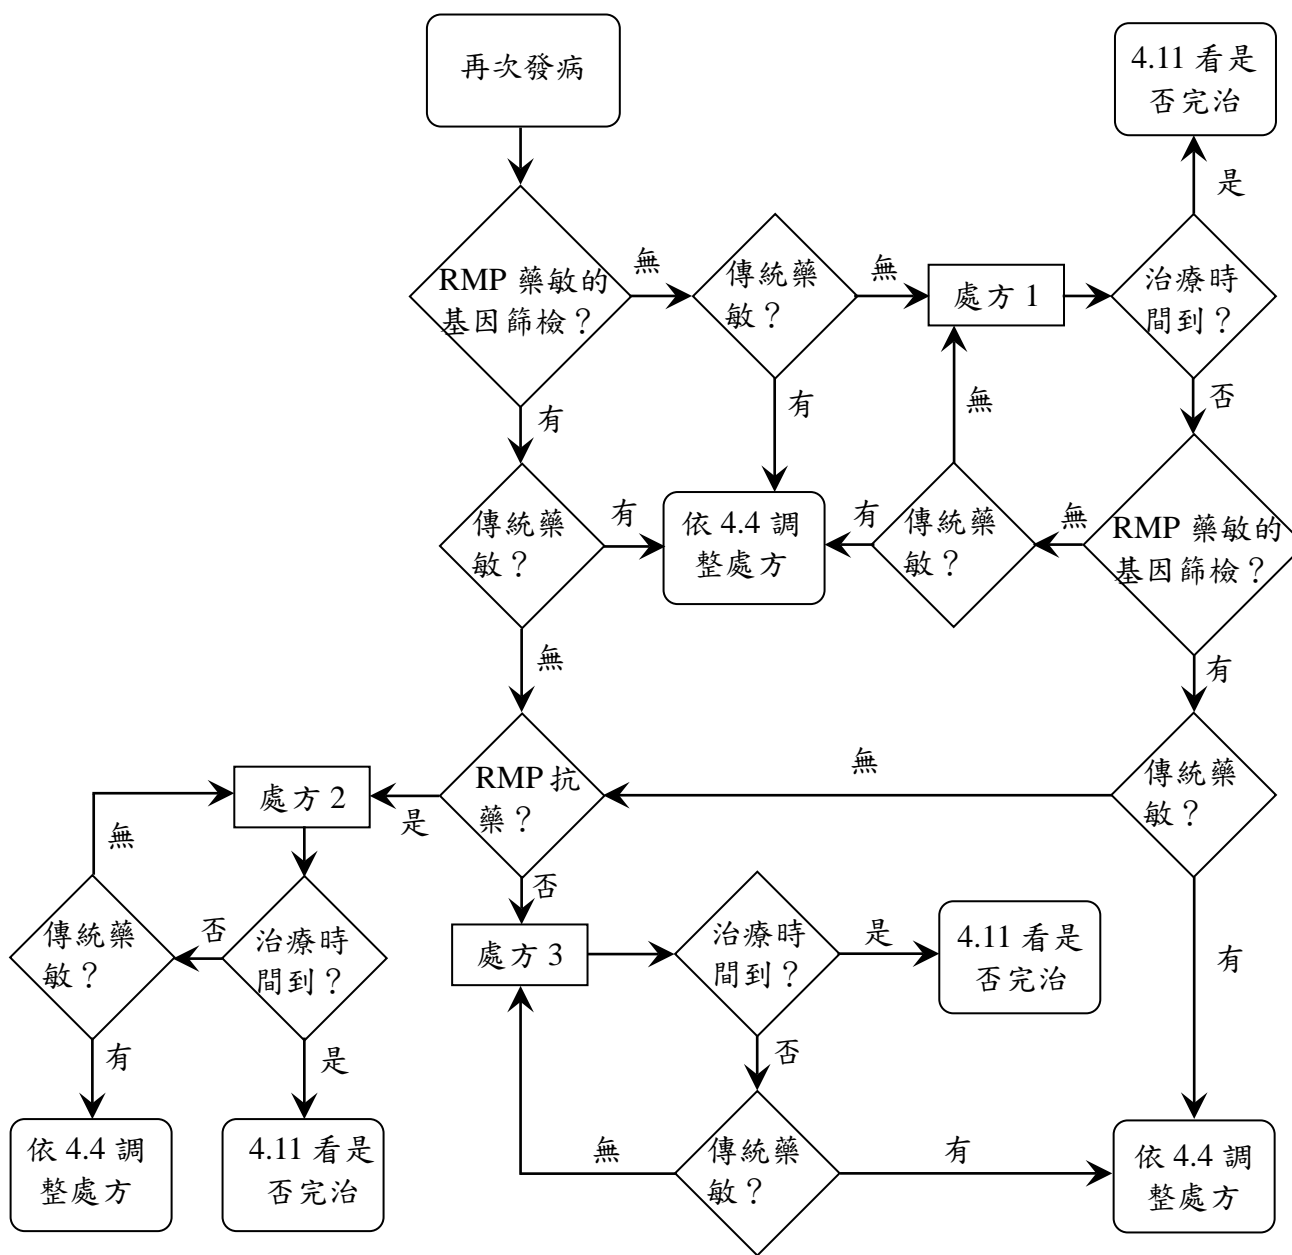 再次發病
4.11 看是
否完治
是
RMP 藥敏的
基因篩檢？
無
傳統藥
敏？
無
處方 1
治療時
間到？
有
有
無
否
傳統藥
敏？
有
依 4.4 調
整處方
有
傳統藥
敏？
無
RMP 藥敏的
基因篩檢？
無
有
處方 2
是
RMP 抗
藥？
無
傳統藥
敏？
無
否
傳統藥
敏？
否
治療時
間到？
處方 3
治療時
間到？
是
4.11 看是
否完治
有
有
是
否
依 4.4 調
整處方
4.11 看是
否完治
無
傳統藥
敏？
有
依 4.4 調
整處方